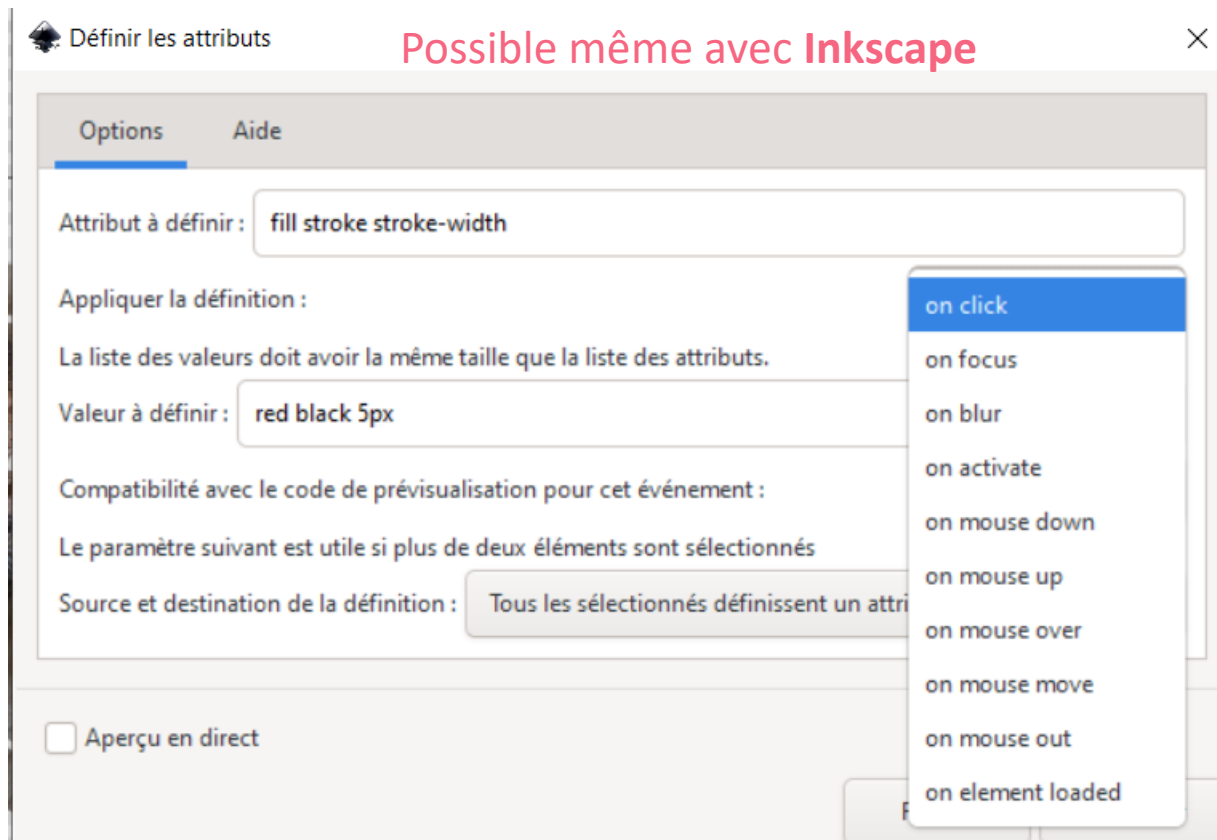 Définir les attributs
Possible même avec Inkscape
Options Aide
Attribut à définir : fill stroke stroke-width
Appliquer la définition :
on click
La liste des valeurs doit avoir la même taille que la liste des attributs.
on focus
Valeur à définir : red black 5px
on blur
on activate
Compatibilité avec le code de prévisualisation pour cet événement :
on mouse down
Le paramètre suivant est utile si plus de deux éléments sont sélectionnés
on mouse up
Source et destination de la définition : Tous les sélectionnés définissent un
on mouse over
on mouse move
Aperçu en direct
on mouse out
on element loaded